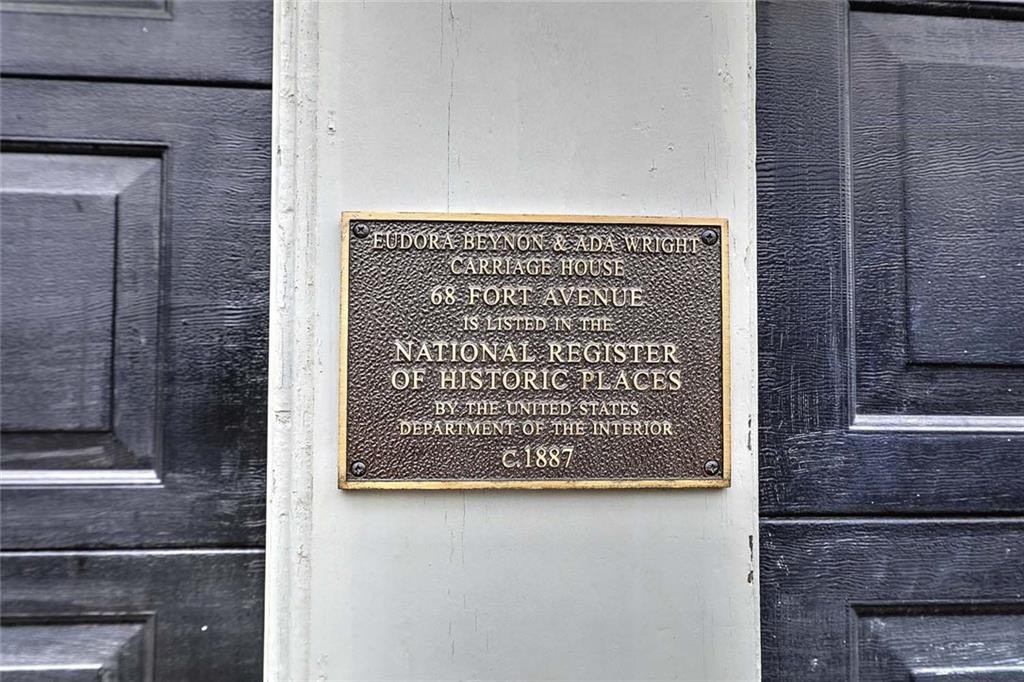 EUDORA BEYNON & ADA WRIGHT
CARRIAGE HOUSE
68 FORT AVENUE
IS LISTED IN THE
NATIONAL REGISTER
OF HISTORIC PLACES
BY THE UNITED STATES
DEPARTMENT OF THE INTERIOR
C.1887